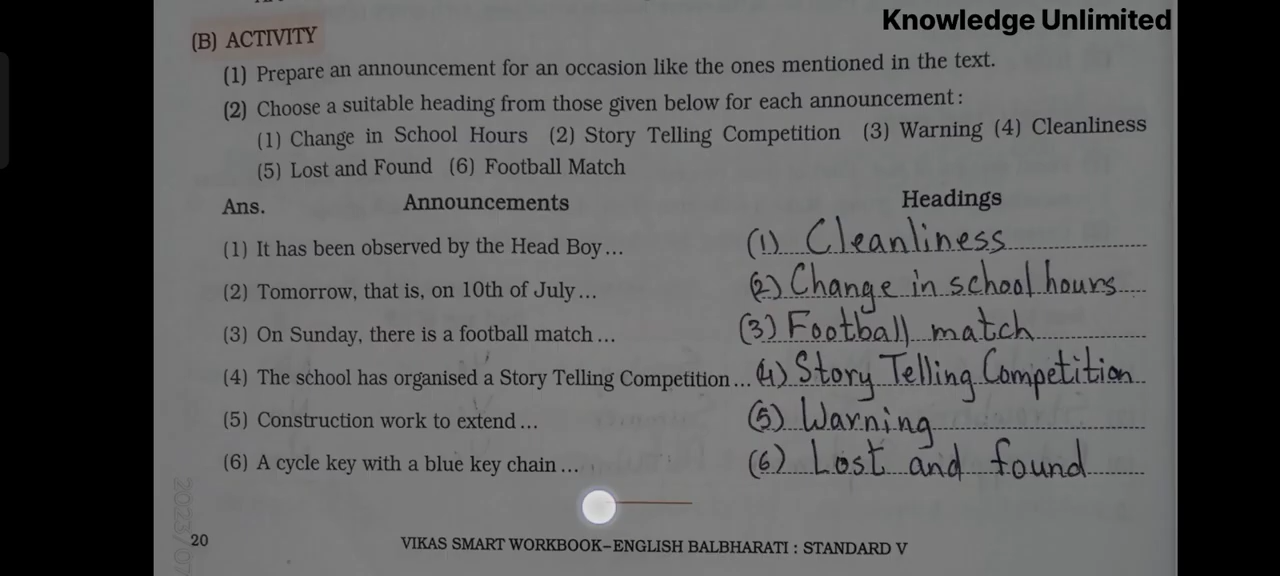 Knowledge Unlimited
(B) ACTIVITY
(1) Prepare an announcement for an occasion like the ones mentioned in the text.
(2) Choose a suitable heading from those given below for each announcement :
(1) Change in School Hours (2) Story Telling Competition (3) Warning (4) Cleanliness
(5) Lost and Found (6) Football Match
Ans. Announcements Headings
(1) It has been observed by the Head Boy... (1) Cleanliness
(2) Tomorrow, that is, on 10th of July... (2) Change in school hours
(3) On Sunday, there is a football match... (3) Football match
(4) The school has organised a Story Telling Competition... (4) Story Telling Competition
(5) Construction work to extend... (5) Warning
(6) A cycle key with a blue key chain... (6) Lost and found
20 VIKAS SMART WORKBOOK–ENGLISH BALBHARATI : STANDARD V
2023/07